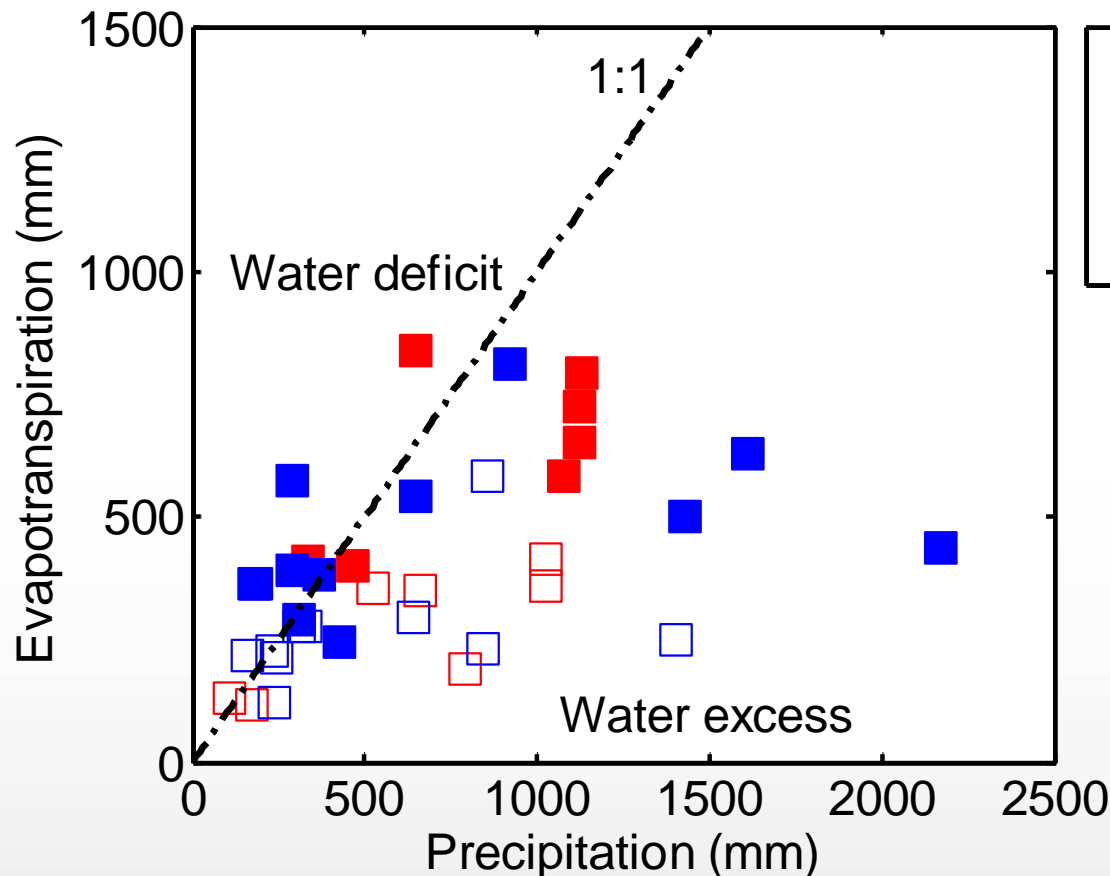 1500
1:1
1000
Water deficit
500
Water excess
0
0 500 1000 1500 2000 2500
Precipitation (mm)
Evapotranspiration (mm)